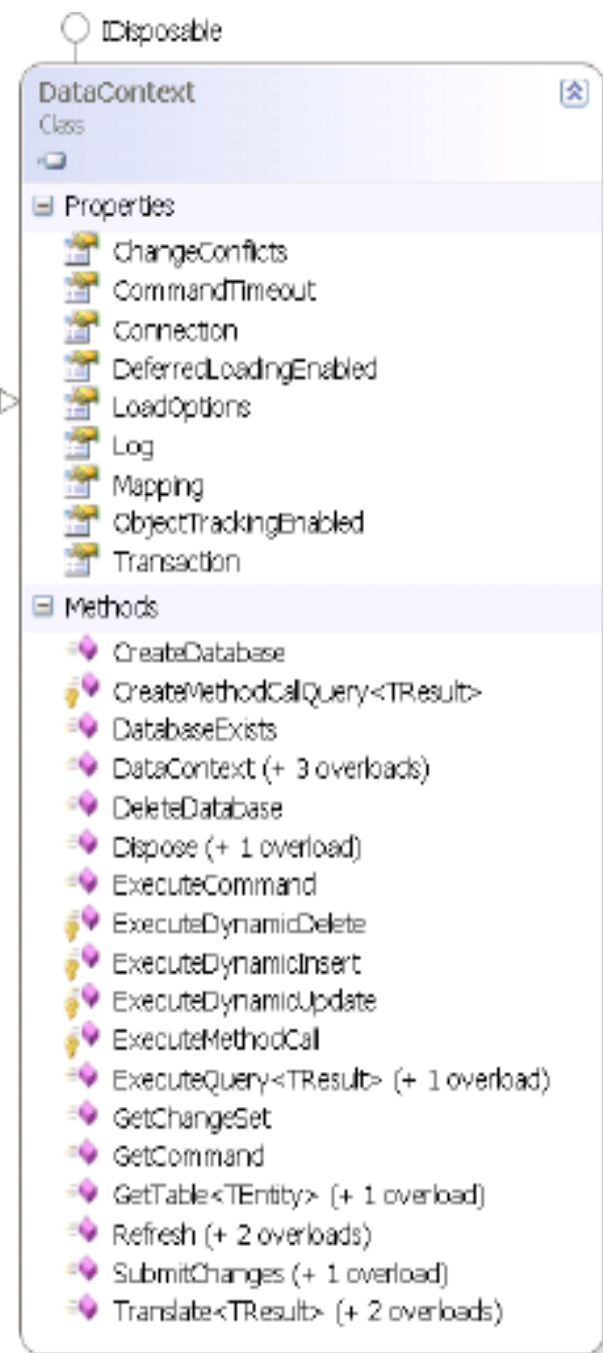 IDisposable
DataContext
Class
Properties
ChangeConflicts
CommandTimeout
Connection
DeferredLoadingEnabled
LoadOptions
Log
Mapping
ObjectTrackingEnabled
Transaction
Methods
CreateDatabase
CreateMethodCallQuery<TResult>
DatabaseExists
DataContext (+ 3 overloads)
DeleteDatabase
Dispose (+ 1 overload)
ExecuteCommand
ExecuteDynamicDelete
ExecuteDynamicInsert
ExecuteDynamicUpdate
ExecuteMethodCall
ExecuteQuery<TResult> (+ 1 overload)
GetChangeSet
GetCommand
GetTable<TEntity> (+ 1 overload)
Refresh (+ 2 overloads)
SubmitChanges (+ 1 overload)
Translate<TResult> (+ 2 overloads)